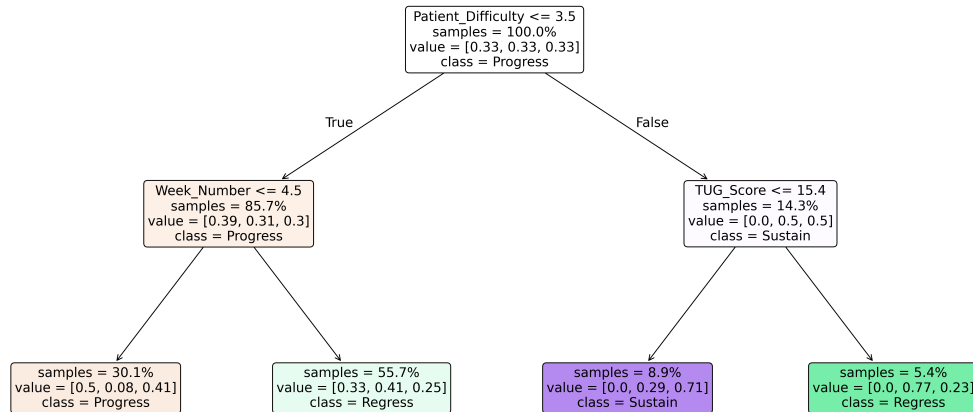 Patient_Difficulty <= 3.5
samples = 100.0%
value = [0.33, 0.33, 0.33]
class = Progress
True
False
Week_Number <= 4.5
samples = 85.7%
value = [0.39, 0.31, 0.3]
class = Progress
TUG_Score <= 15.4
samples = 14.3%
value = [0.0, 0.5, 0.5]
class = Sustain
samples = 30.1%
value = [0.5, 0.08, 0.41]
class = Progress
samples = 55.7%
value = [0.33, 0.41, 0.25]
class = Regress
samples = 8.9%
value = [0.0, 0.29, 0.71]
class = Sustain
samples = 5.4%
value = [0.0, 0.77, 0.23]
class = Regress